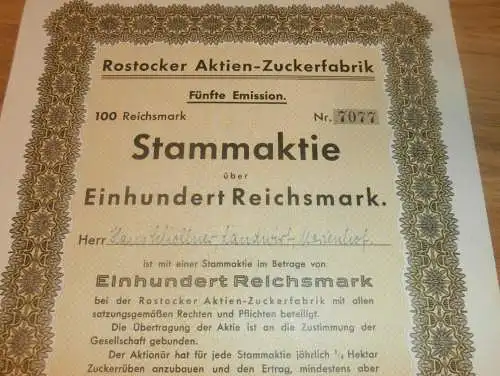 Rostocker Aktien-Zuckerfabrik
Fünfte Emission.
100 Reichsmark Nr. 7077
Stammaktie
über
Einhundert Reichsmark.
Herr Landwirt
ist mit einer Stammaktie im Betrage von
Einhundert Reichsmark
bei der Rostocker Aktien-Zuckerfabrik mit allen
satzungsgemäßen Rechten und Pflichten beteiligt.
Die Übertragung der Aktie ist an die Zustimmung der
Gesellschaft gebunden.
Der Aktionär hat für jede Stammaktie jährlich ¼ Hektar
Zuckerrüben anzubauen und den Ertrag, mindestens aber